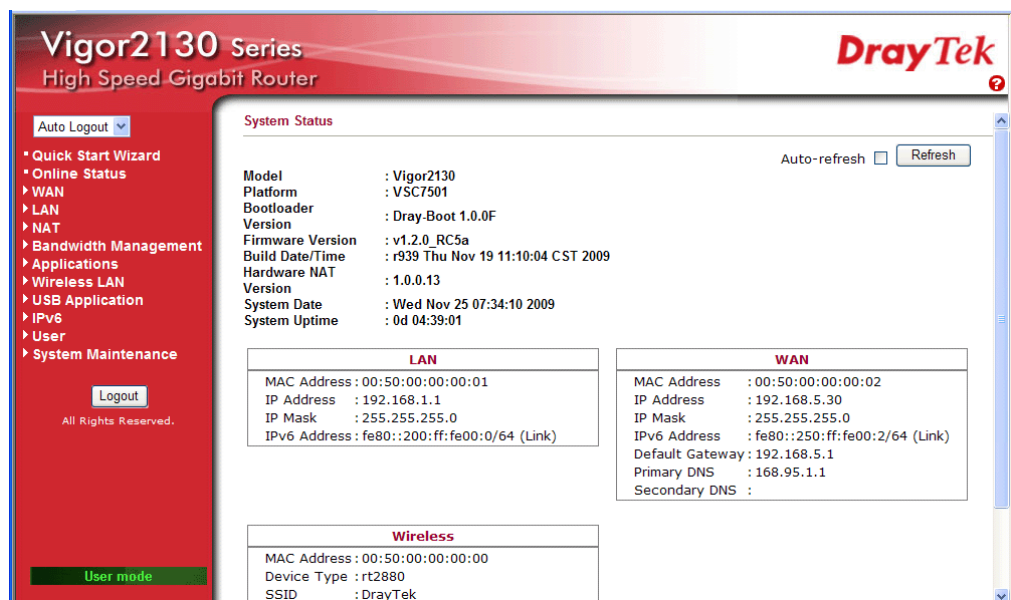 Vigor2130 Series
High Speed Gigabit Router
DrayTek
?
Auto Logout
Quick Start Wizard
Online Status
WAN
LAN
NAT
Bandwidth Management
Applications
Wireless LAN
USB Application
IPv6
User
System Maintenance
Logout
All Rights Reserved.
User mode
System Status
Auto-refresh Refresh
Model : Vigor2130
Platform : VSC7501
Bootloader
Version : Dray-Boot 1.0.0F
Firmware Version : v1.2.0_RC5a
Build Date/Time : r939 Thu Nov 19 11:10:04 CST 2009
Hardware NAT
Version : 1.0.0.13
System Date : Wed Nov 25 07:34:10 2009
System Uptime : 0d 04:39:01
LAN
MAC Address : 00:50:00:00:00:01
IP Address : 192.168.1.1
IP Mask : 255.255.255.0
IPv6 Address : fe80::200:ff:fe00:0/64 (Link)
WAN
MAC Address : 00:50:00:00:00:02
IP Address : 192.168.5.30
IP Mask : 255.255.255.0
IPv6 Address : fe80::250:ff:fe00:2/64 (Link)
Default Gateway : 192.168.5.1
Primary DNS : 168.95.1.1
Secondary DNS :
Wireless
MAC Address : 00:50:00:00:00:00
Device Type : rt2880
SSID : DrayTek